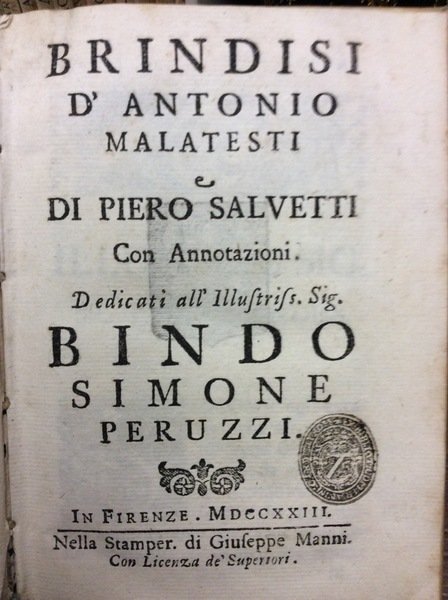 BRINDISI
D' ANTONIO
MALATESTI
e
DI PIERO SALVETTI
Con Annotazioni.
Dedicati all' Illuſtriſs. Sig.
BINDO
SIMONE
PERUZZI.
IN FIRENZE. MDCCXXIII.
Nella Stamper. di Giuſeppe Manni.
Con Licenza de' Superiori.